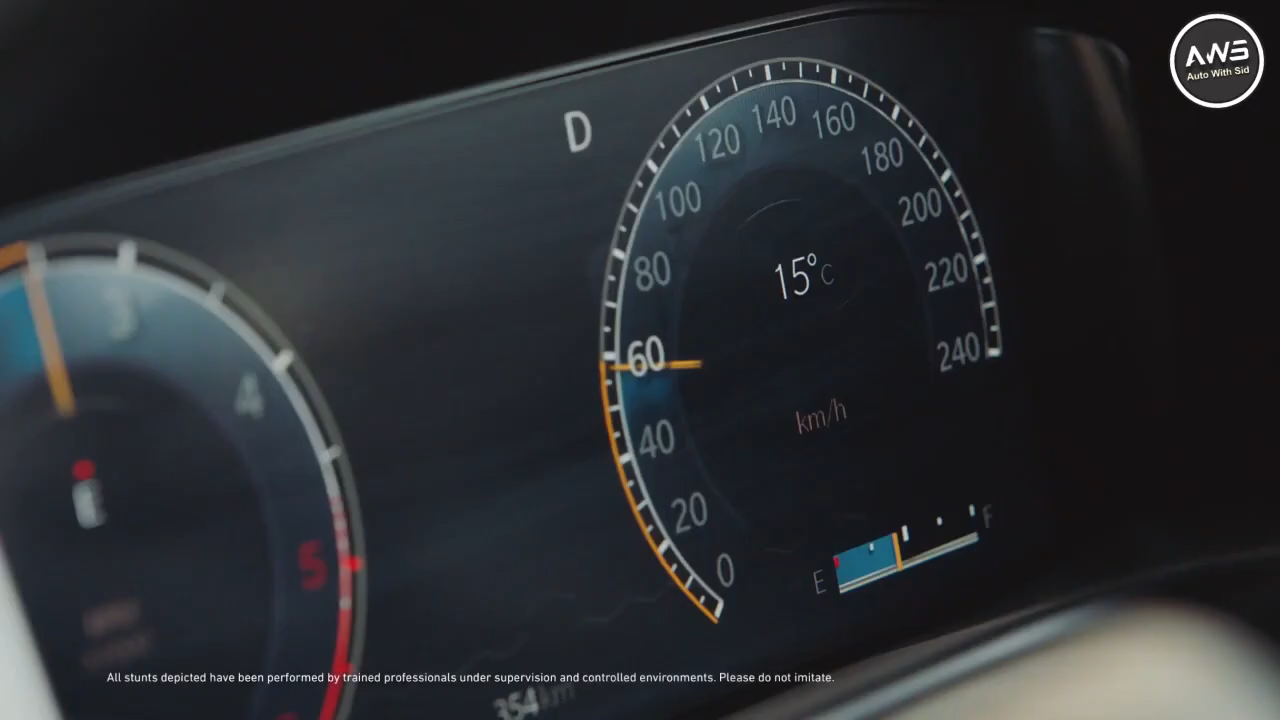 AWS
Auto With Sid
D
140
160
120
180
100
200
80
15°C
220
60
240
3
4
km/h
40
20
5
0
F
E
354km
All stunts depicted have been performed by trained professionals under supervision and controlled environments. Please do not imitate.